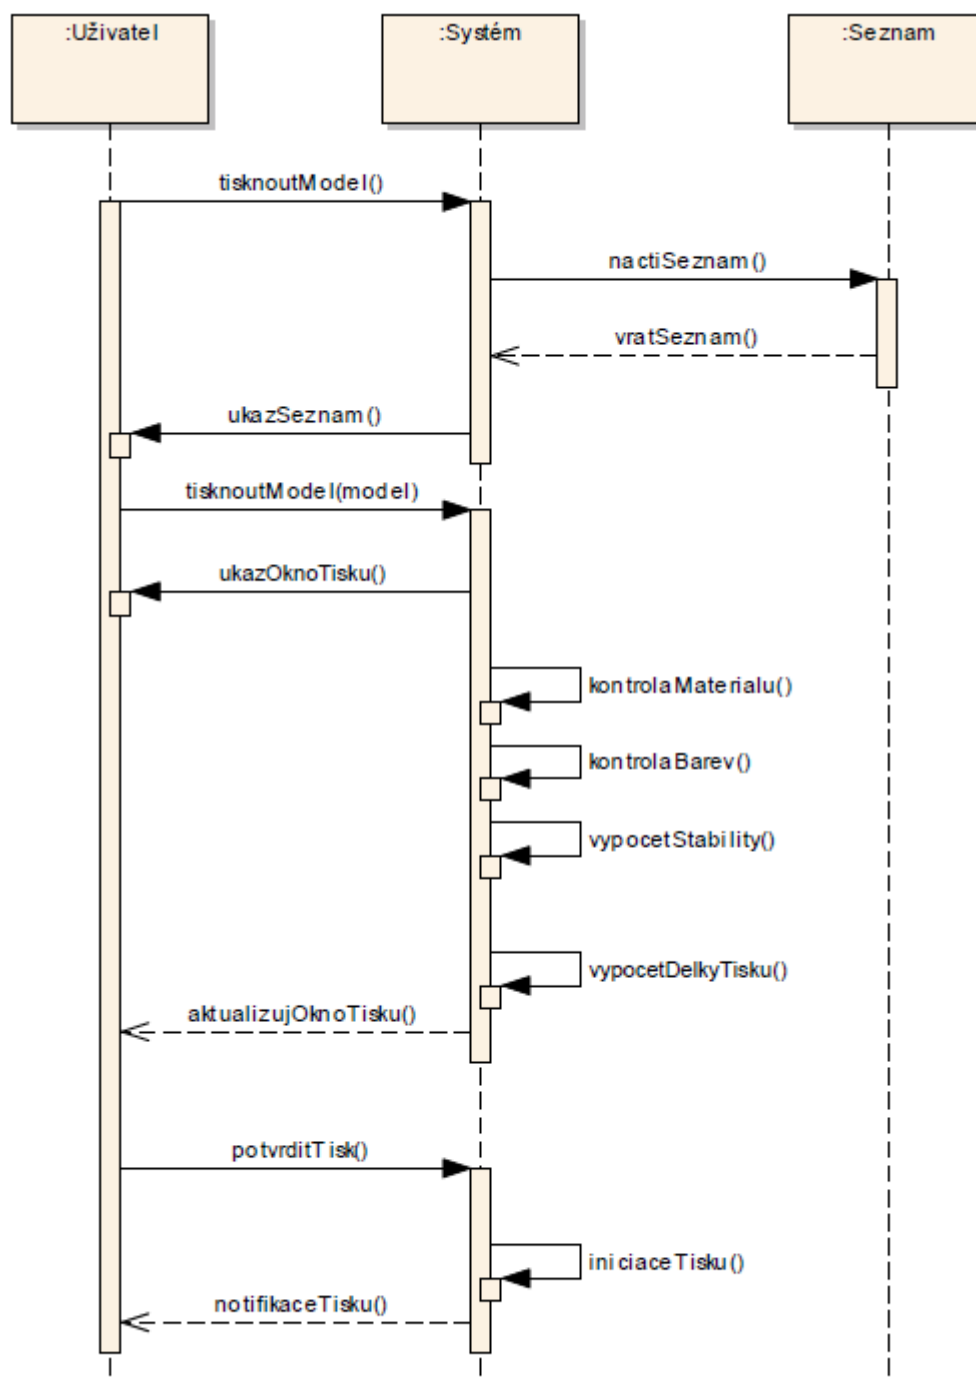 :Uživatel
:Systém
:Seznam
tisknoutModel()
nactiSeznam()
vratSeznam()
ukazSeznam()
tisknoutModel(model)
ukazOknoTisku()
kontrolaMaterialu()
kontrolaBarev()
vypocetStability()
vypocetDelkyTisku()
aktualizujOknoTisku()
potvrditTisk()
iniciaceTisku()
notifikaceTisku()